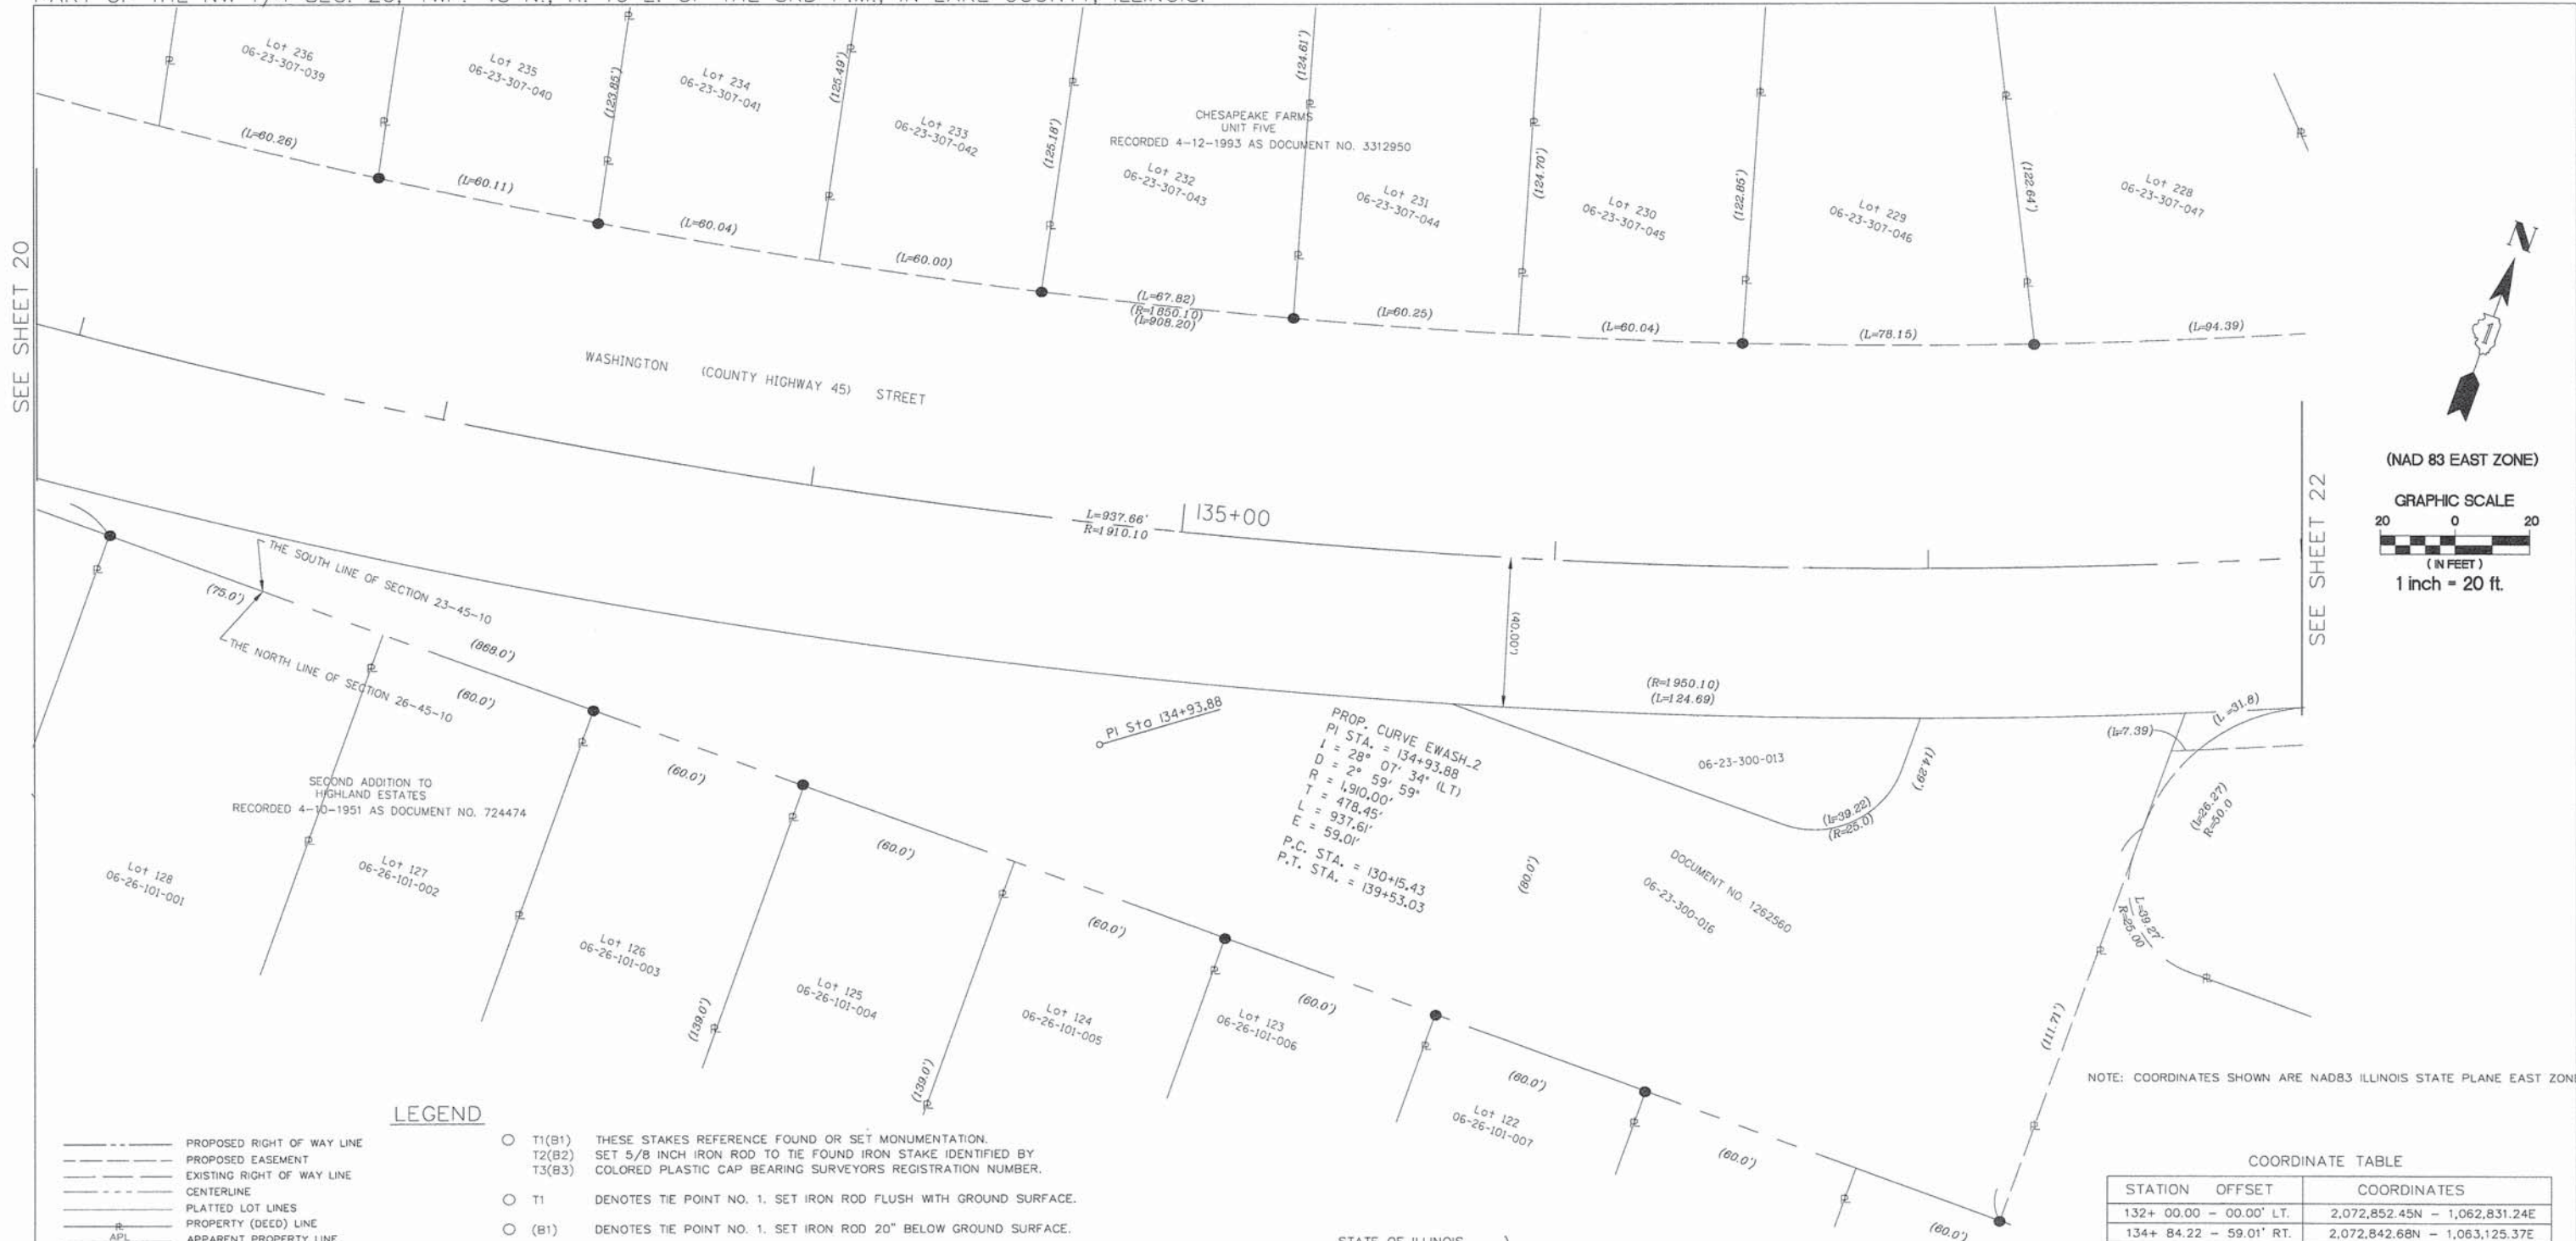 Lot 236
06-23-307-039
Lot 235
06-23-307-040
Lot 234
06-23-307-041
Lot 233
06-23-307-042
CHESAPEAKE FARMS
UNIT FIVE
RECORDED 4-12-1993 AS DOCUMENT NO. 3312950
Lot 232
06-23-307-043
Lot 231
06-23-307-044
Lot 230
06-23-307-045
Lot 229
06-23-307-046
Lot 228
06-23-307-047
(123.85')
(125.49')
(125.18')
(124.61')
(124.70')
(122.85')
(122.64')
(L=60.26)
(L=60.11)
(L=60.04)
(L=60.00)
(L=67.82)
(R=1850.10)
(L=908.20)
(L=60.25)
(L=60.04)
(L=78.15)
(L=94.39)
N
(NAD 83 EAST ZONE)
GRAPHIC SCALE
20 0 20
( IN FEET )
1 inch = 20 ft.
SEE SHEET 20
SEE SHEET 22
WASHINGTON (COUNTY HIGHWAY 45) STREET
L=937.66'
R=1910.10
135+00
(40.00')
(R=1950.10)
(L=124.69)
THE SOUTH LINE OF SECTION 23-45-10
(75.0')
(868.0')
THE NORTH LINE OF SECTION 26-45-10
(60.0')
(60.0')
(60.0')
(60.0')
(60.0')
(60.0')
(60.0')
(60.0')
PI Sta 134+93.88
PROP. CURVE EWASH_2
PI STA. = 134+93.88
I = 28° 07' 34" (LT)
D = 2° 59' 59"
R = 1,910.00'
T = 478.45'
L = 937.61'
E = 59.01'
P.C. STA. = 130+15.43
P.T. STA. = 139+53.03
06-23-300-013
(14.29')
(L=39.22)
(R=25.0)
(L=31.8)
(L=7.39)
(L=26.27)
R=50.0
L=39.27'
R=25.00
(80.0')
DOCUMENT NO. 1262560
06-23-300-016
(111.71')
SECOND ADDITION TO
HIGHLAND ESTATES
RECORDED 4-10-1951 AS DOCUMENT NO. 724474
Lot 128
06-26-101-001
Lot 127
06-26-101-002
Lot 126
06-26-101-003
Lot 125
06-26-101-004
Lot 124
06-26-101-005
Lot 123
06-26-101-006
Lot 122
06-26-101-007
(139.0')
(139.0')
NOTE: COORDINATES SHOWN ARE NAD83 ILLINOIS STATE PLANE EAST
LEGEND
PROPOSED RIGHT OF WAY LINE
PROPOSED EASEMENT
EXISTING RIGHT OF WAY LINE
CENTERLINE
PLATTED LOT LINES
PROPERTY (DEED) LINE
APL APPARENT PROPERTY LINE
T1(B1) THESE STAKES REFERENCE FOUND OR SET MONUMENTATION.
T2(B2) SET 5/8 INCH IRON ROD TO TIE FOUND IRON STAKE IDENTIFIED BY
T3(B3) COLORED PLASTIC CAP BEARING SURVEYORS REGISTRATION NUMBER.
T1 DENOTES TIE POINT NO. 1. SET IRON ROD FLUSH WITH GROUND SURFACE.
(B1) DENOTES TIE POINT NO. 1. SET IRON ROD 20" BELOW GROUND SURFACE.
COORDINATE TABLE
STATION OFFSET COORDINATES
132+ 00.00 - 00.00' LT. 2,072,852.45N - 1,062,831.24E
134+ 84.22 - 59.01' RT. 2,072,842.68N - 1,063,125.37E